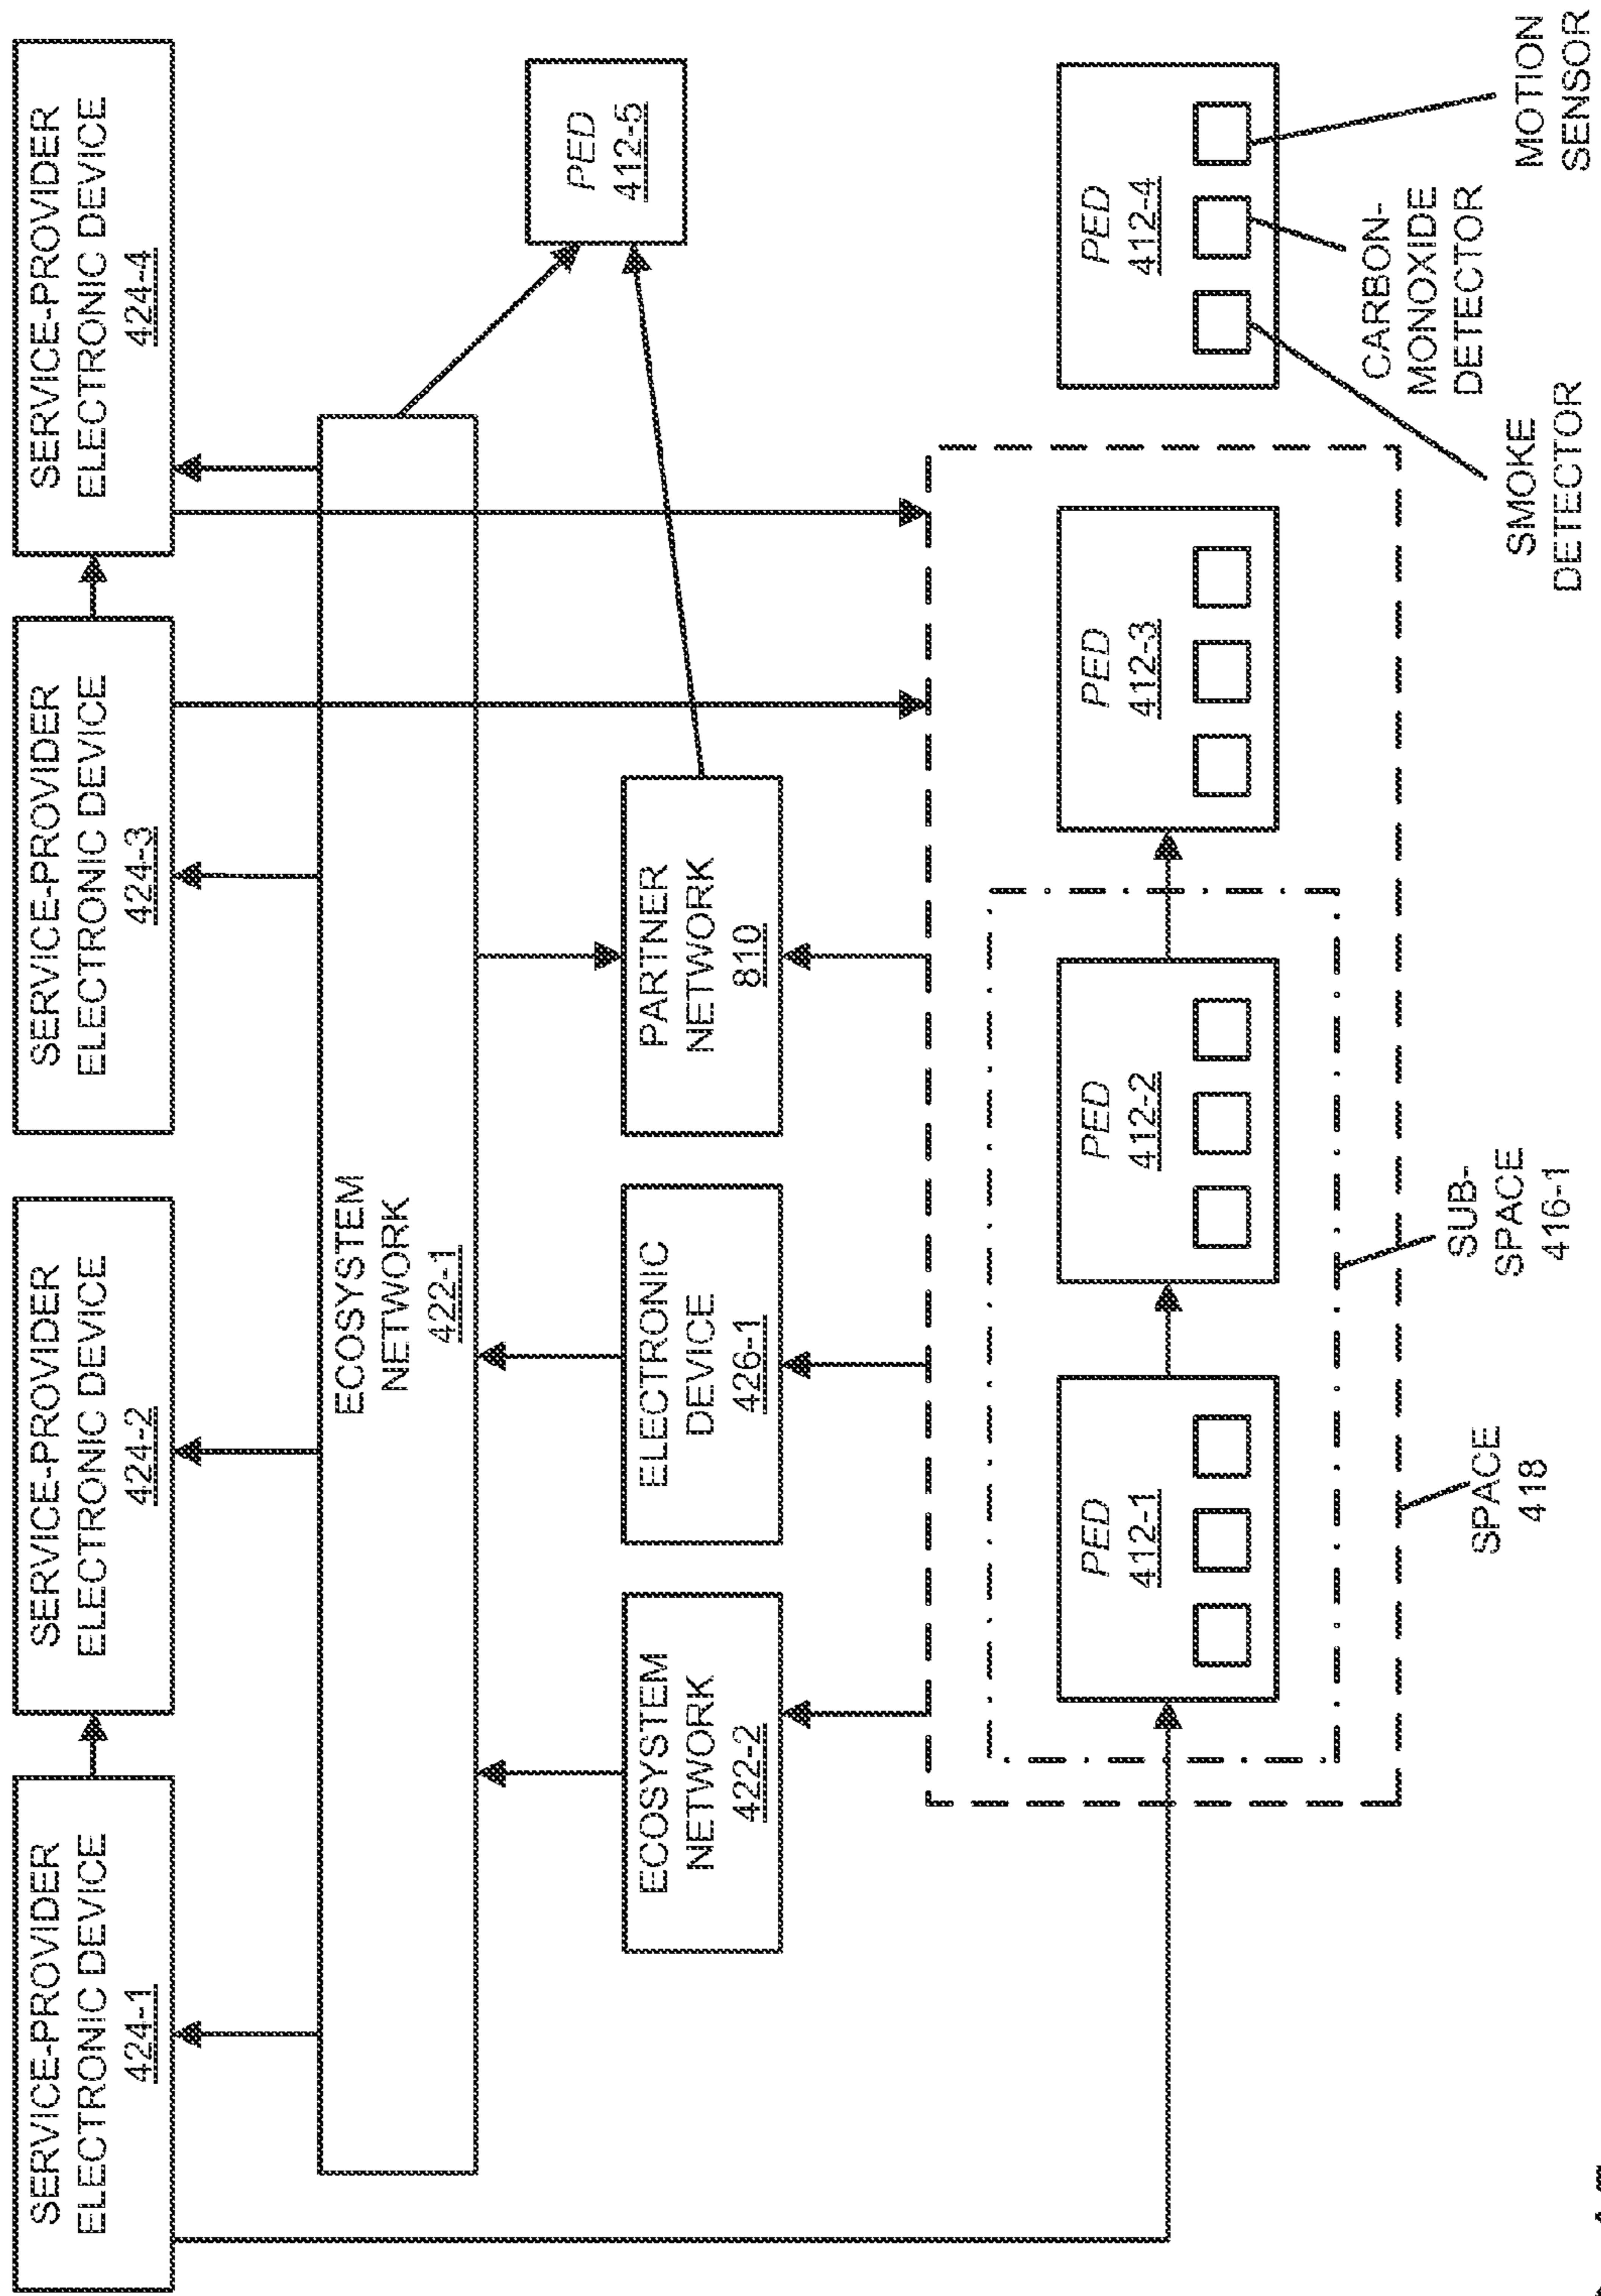 SERVICE-PROVIDER
ELECTRONIC DEVICE
424-1
SERVICE-PROVIDER
ELECTRONIC DEVICE
424-2
SERVICE-PROVIDER
ELECTRONIC DEVICE
424-3
SERVICE-PROVIDER
ELECTRONIC DEVICE
424-4
ECOSYSTEM
NETWORK
422-1
PED
412-5
ECOSYSTEM
NETWORK
422-2
ELECTRONIC
DEVICE
426-1
PARTNER
NETWORK
810
PED
412-1
PED
412-2
PED
412-3
PED
412-4
SPACE
418
SUB-
SPACE
416-1
SMOKE
DETECTOR
CARBON-
MONOXIDE
DETECTOR
MOTION
SENSOR